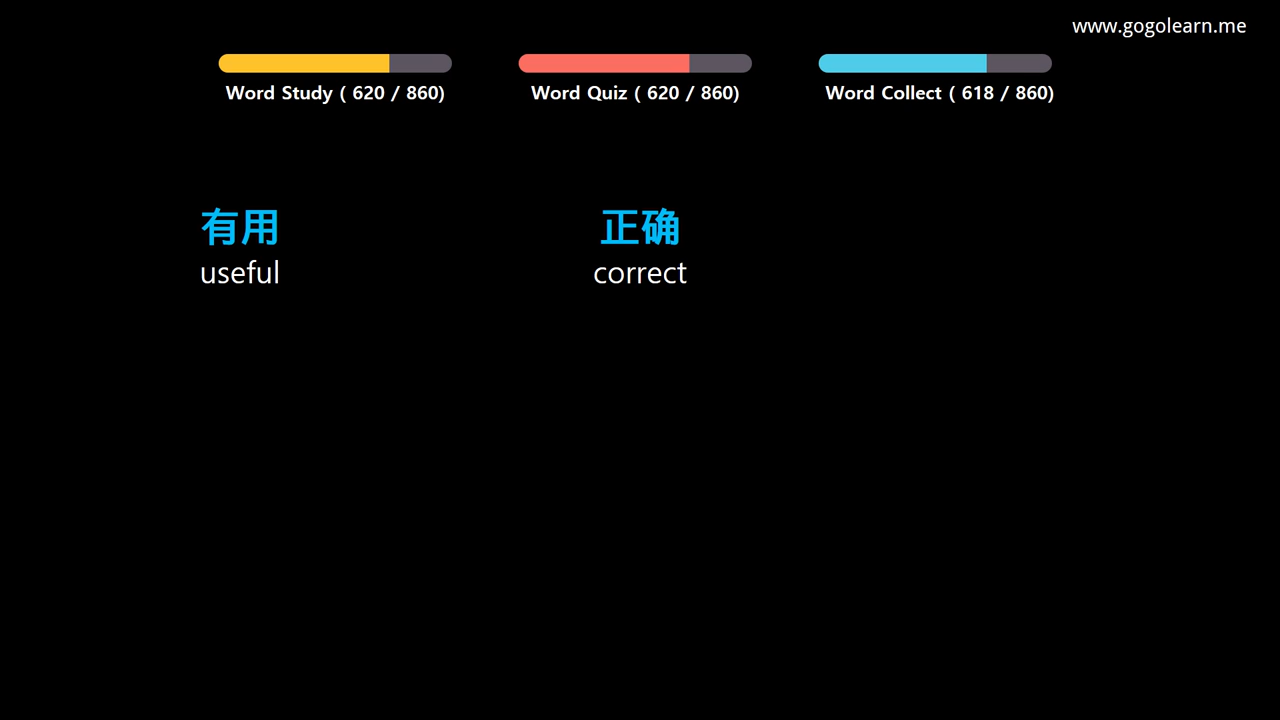 www.gogolearn.me
Word Study ( 620 / 860)
Word Quiz ( 620 / 860)
Word Collect ( 618 / 860)
有用
useful
正确
correct